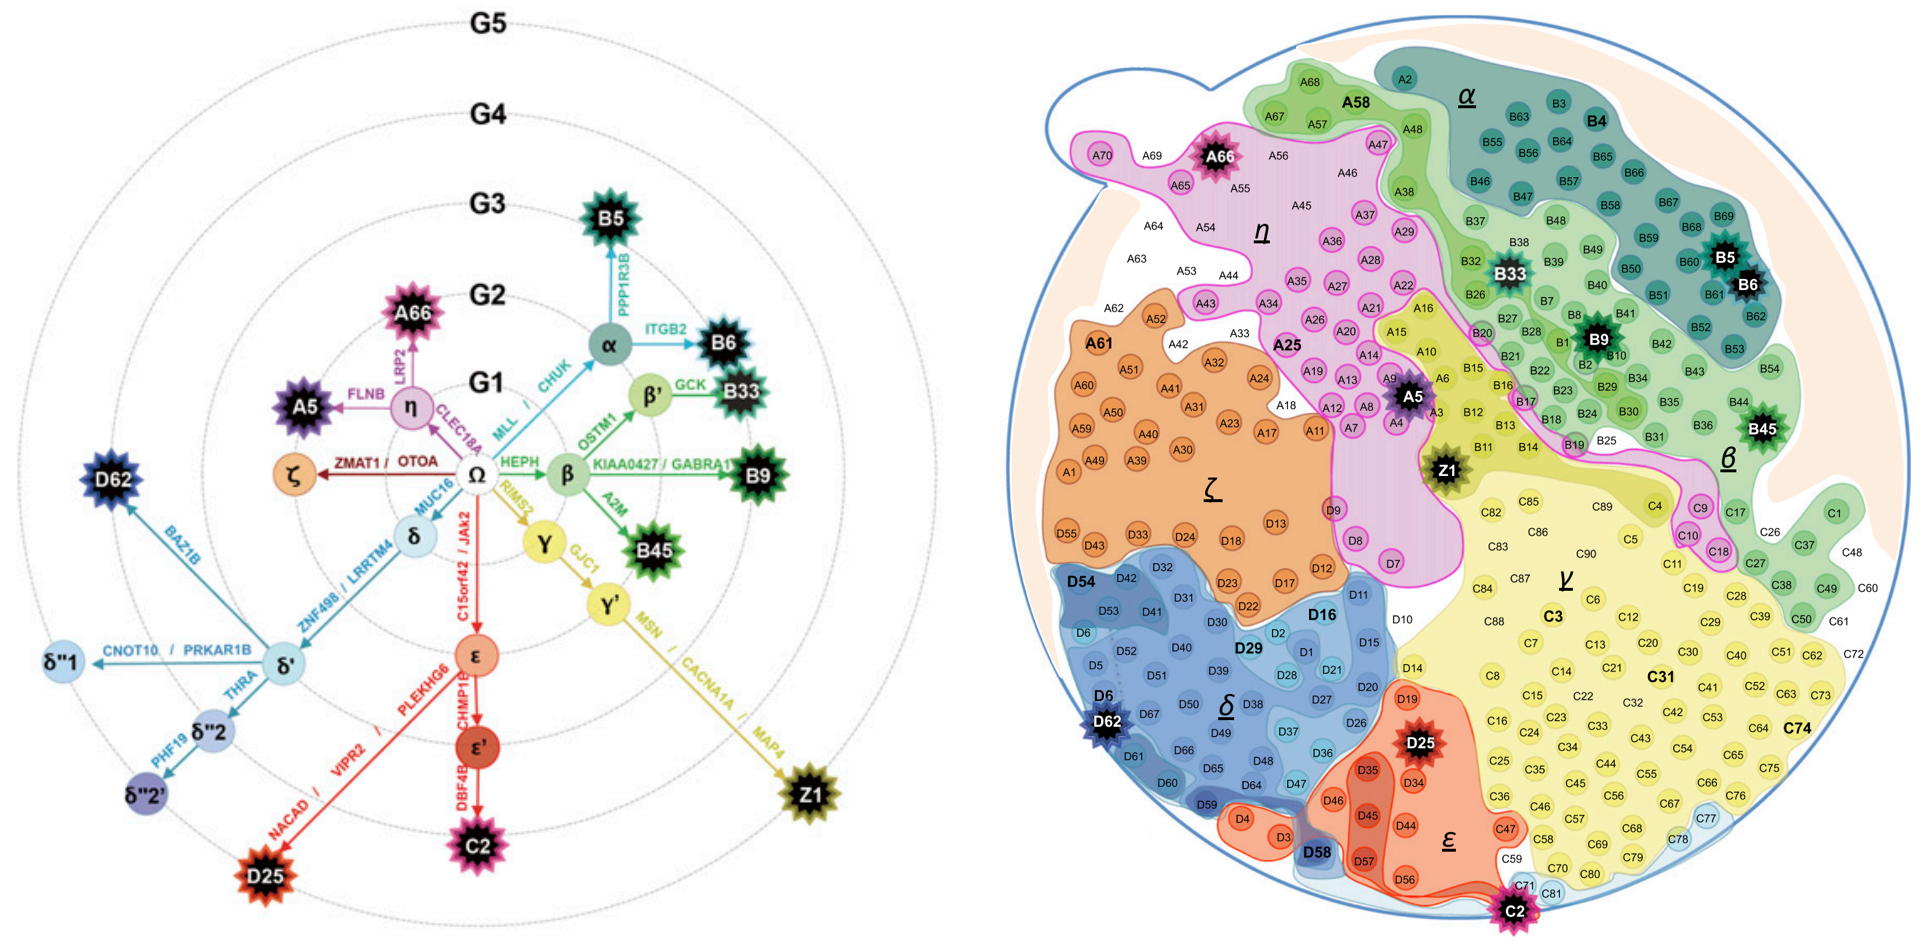 G5
G4
G3
G2
G1
B5
PPP1R3B
A66
LRP2
α
ITGB2
B6
MLL / CHUK
A5
FLNB
η
CLEC18A
β'
GCK
B33
OSTM1
ζ
ZMAT1 / OTOA
Ω
HEPH
β
KIAA0427 / GABRA1
B9
A2M
B45
D62
MUC16
δ
RIMS2
γ
GJC1
γ'
BAZ1B
ZNF498 / LRRTM4
C15orf42 / JAk2
MSN / CACNA1A / MAP4
δ"1
CNOT10 / PRKAR1B
δ'
THRA
δ"2
PHF19
δ"2'
ε
CHMP1B
PLEKHG6
VIPR2 /
NACAD /
ε'
DBF4B
D25
C2
Z1
A68 A58 A67 A57 A48 A2
α
B3 B63 B4 B55 B56 B64 B65 B66
A70 A69 A66 A56 A47 A46 A65 A55 A38
B46 B47 B57 B58 B67 B69 B68
A45 A37 A29 A64 A54 η A36 A28
B37 B48 B38 B49 B39 B59 B60 B5 B6
A63 A53 A44 A35 A27 A22 B32 B33 B40 B50
A62 A52 A43 A34 A26 A21 A16 B26 B7 B51 B61 B62
A61 A42 A33 A25 A20 A15 B20 B27 B28 B8 B41 B52 B53
A51 A32 A14 A10 B21 B1 B9 B10 B42
A60 A41 A24 A19 A13 A9 A6 B15 B16 B22 B2 B34 B43 B54
A50 A31 A18 A12 A8 A5 A3 B12 B17 B23 B29 B35 B44
A59 A40 A23 A17 A11 A7 A4 B13 B18 B24 B30 B36 B45
A1 A49 A39 A30 B11 B14 B19 B25 B31 β
ζ Z1
D55 D43 D33 D24 D18 D13 D9 D8 D7
C82 C85 C89 C4 C9 C17 C1
C83 C86 C90 C5 C10 C18 C26 C37 C48
D54 D42 D32 D23 D17 D12 D22
C84 C87 γ C11 C27 C38 C49 C60
D53 D41 D31 D30 D16 D11 D10
C88 C3 C6 C12 C19 C28 C39 C50 C61
D6 D52 D40 D29 D2 D1 D15
C7 C13 C20 C29 C30 C40 C51 C62 C72
D5 D51 D39 D28 D21 D20 D14
C8 C14 C21 C31 C41 C52 C63 C73
D6 D62 D67 D50 δ D38 D27 D26 D19
C15 C22 C32 C42 C53 C64 C74
D49 D37 D25 C16 C23 C33 C43 C54 C65 C75
D61 D66 D48 D36 C24 C34 C44 C55 C66 C76
D60 D65 D64 D47 D35 D34 C25 C35 C45 C56 C67 C77
D59 D46 D45 D44 ε C36 C46 C57 C68 C78
D4 D3 D58 D57 D56 C47 C58 C69 C79
C59 C70 C80 C71 C81 C2